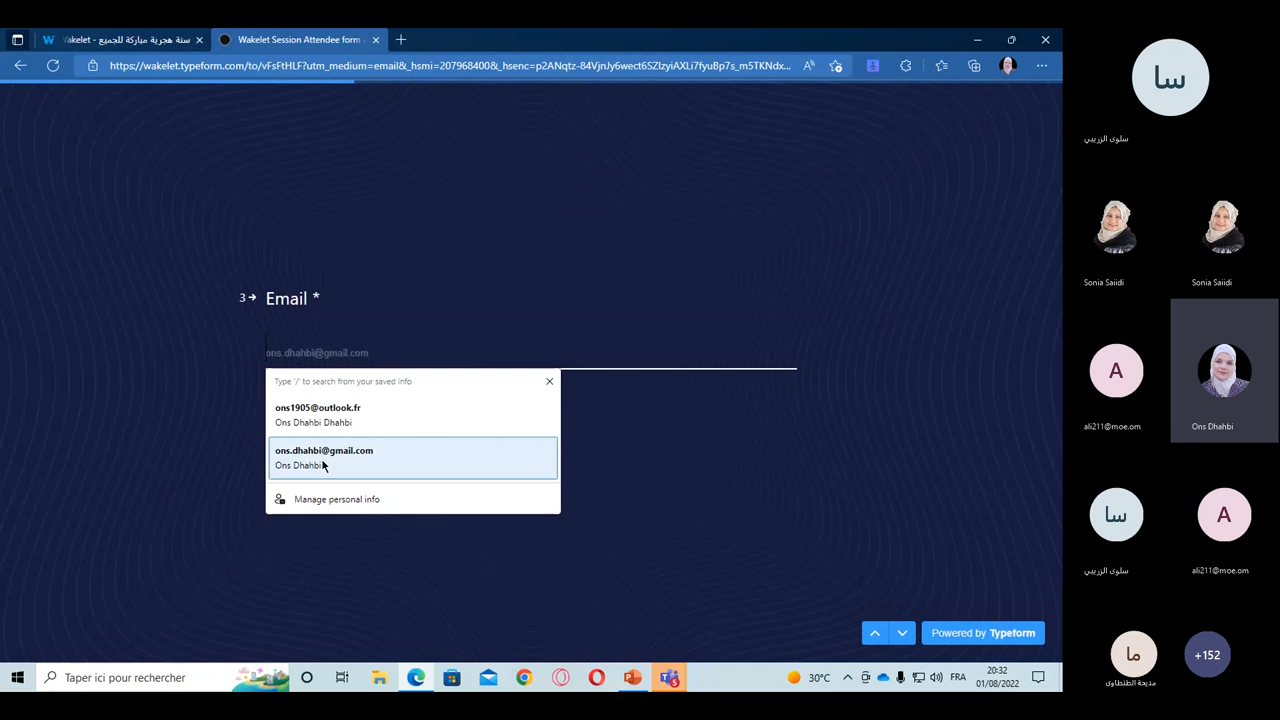 سنة هجرية مباركة للجميع - Wakelet
Wakelet Session Attendee form
https://wakelet.typeform.com/to/vFsFtHLF?utm_medium=email&_hsmi=207968400&_hsenc=p2ANqtz-84VjnJy6wect6SZlzyiAXLi7fyuBp7s_m5TKNdx...
3 Email *
ons.dhahbi@gmail.com
Type '/' to search from your saved info
ons1905@outlook.fr
Ons Dhahbi Dhahbi
ons.dhahbi@gmail.com
Ons Dhahbi
Manage personal info
Powered by Typeform
Taper ici pour rechercher
5
30°C
FRA
20:32
01/08/2022
سا
سلوى الزريبي
Sonia Saiidi
Sonia Saiidi
A
ali211@moe.om
Ons Dhahbi
سا
سلوى الزريبي
A
ali211@moe.om
ما
مديحة الطنطاوى
+152